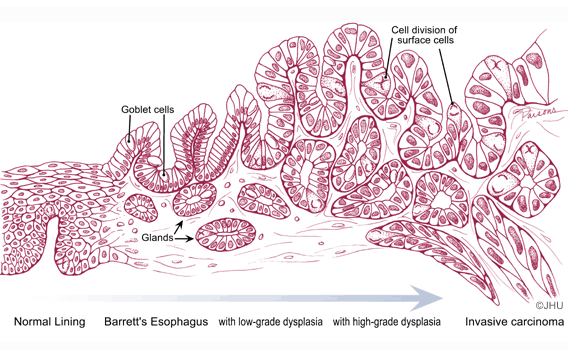 Cell division of
surface cells
Goblet cells
Parsons
Glands
©JHU
Normal Lining
Barrett's Esophagus
with low-grade dysplasia
with high-grade dysplasia
Invasive carcinoma